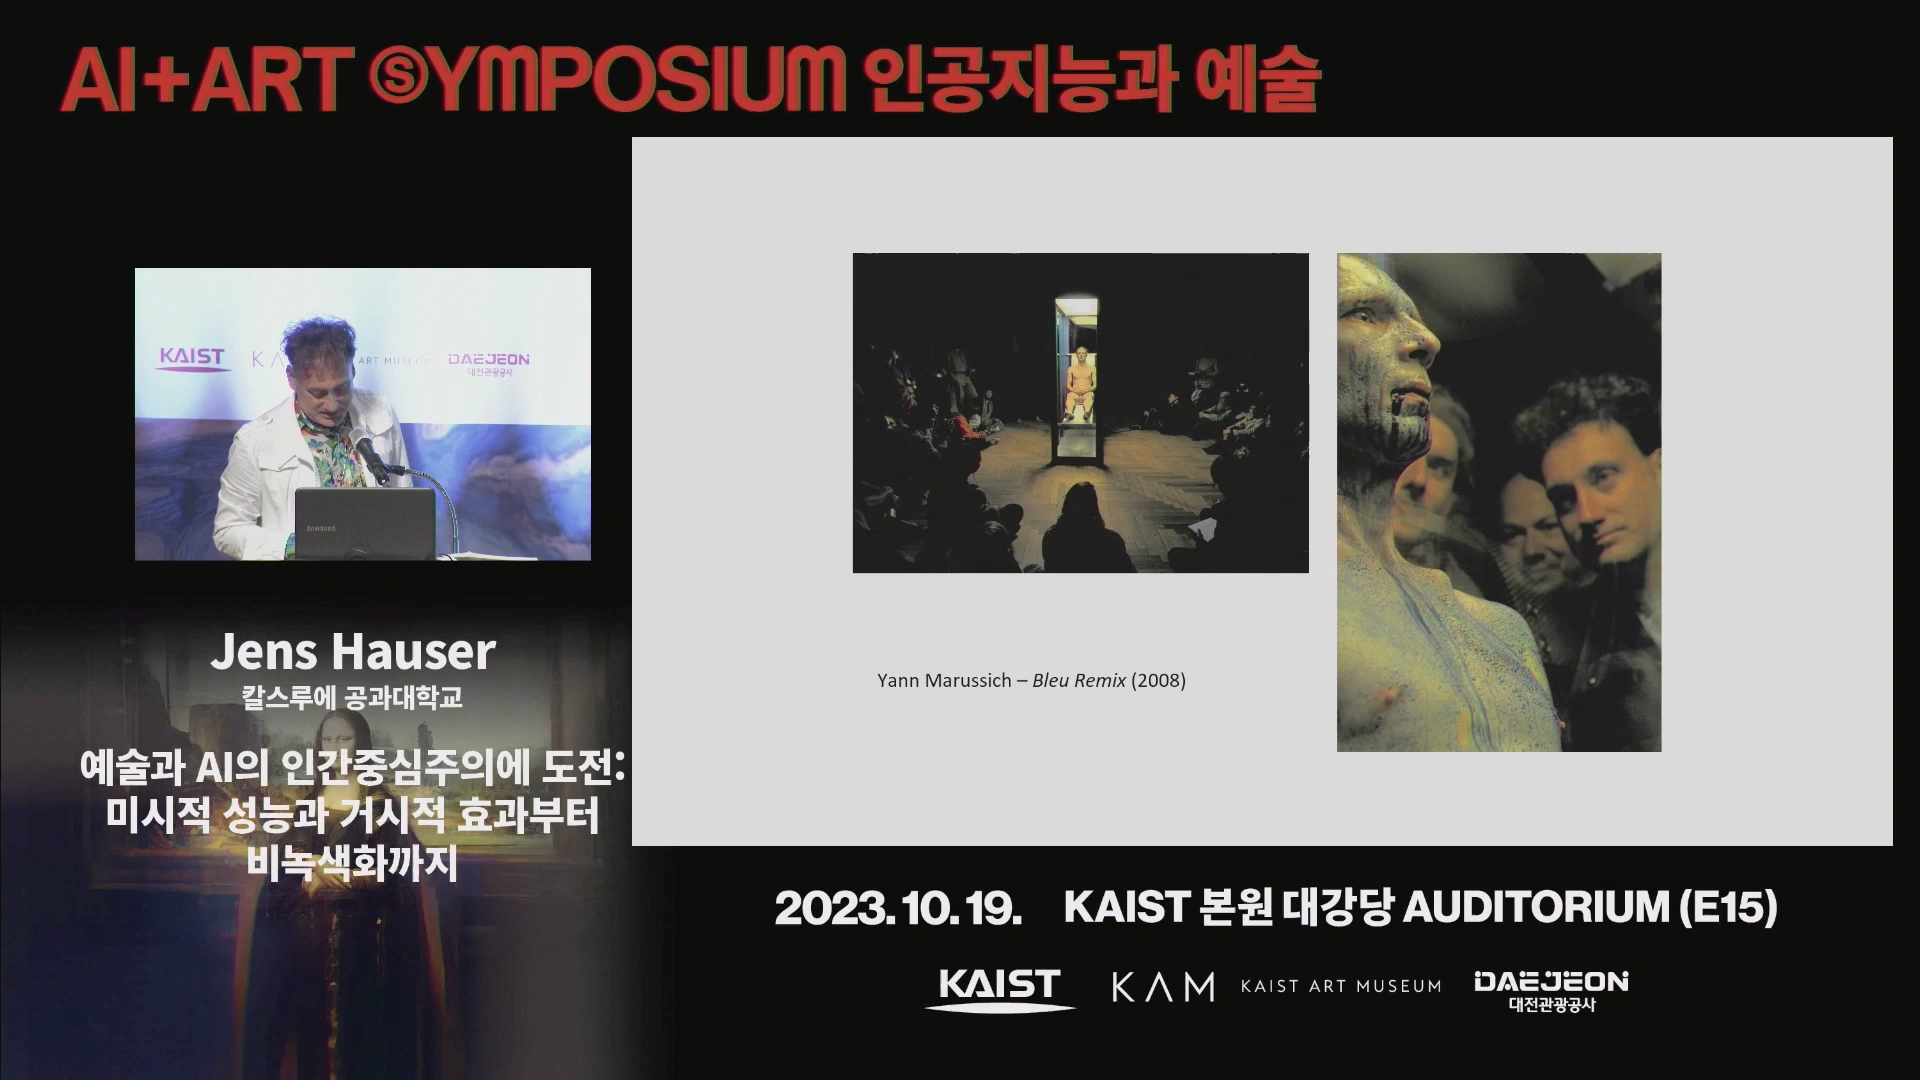 AI+ART SYMPOSIUM 인공지능과 예술
KAIST
ART MUSEUM
DAEJEON
대전관광공사
SAMSUNG
Yann Marussich – Bleu Remix (2008)
Jens Hauser
칼스루에 공과대학교
예술과 AI의 인간중심주의에 도전:
미시적 성능과 거시적 효과부터
비녹색화까지
2023. 10. 19. KAIST 본원 대강당 AUDITORIUM (E15)
KAIST
KAM KAIST ART MUSEUM
DAEJEON
대전관광공사